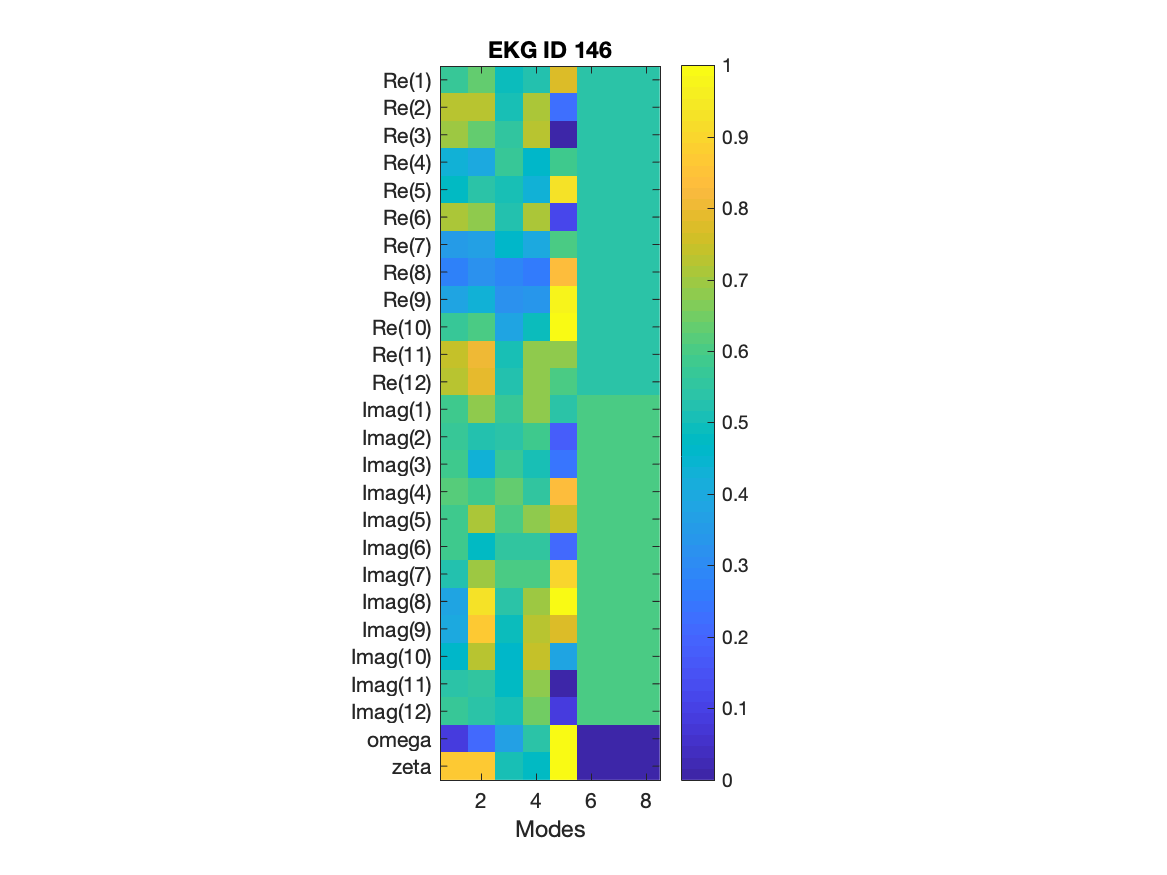 EKG ID 146
Re(1)
Re(2)
Re(3)
Re(4)
Re(5)
Re(6)
Re(7)
Re(8)
Re(9)
Re(10)
Re(11)
Re(12)
Imag(1)
Imag(2)
Imag(3)
Imag(4)
Imag(5)
Imag(6)
Imag(7)
Imag(8)
Imag(9)
Imag(10)
Imag(11)
Imag(12)
omega
zeta
2 4 6 8
Modes
1
0.9
0.8
0.7
0.6
0.5
0.4
0.3
0.2
0.1
0